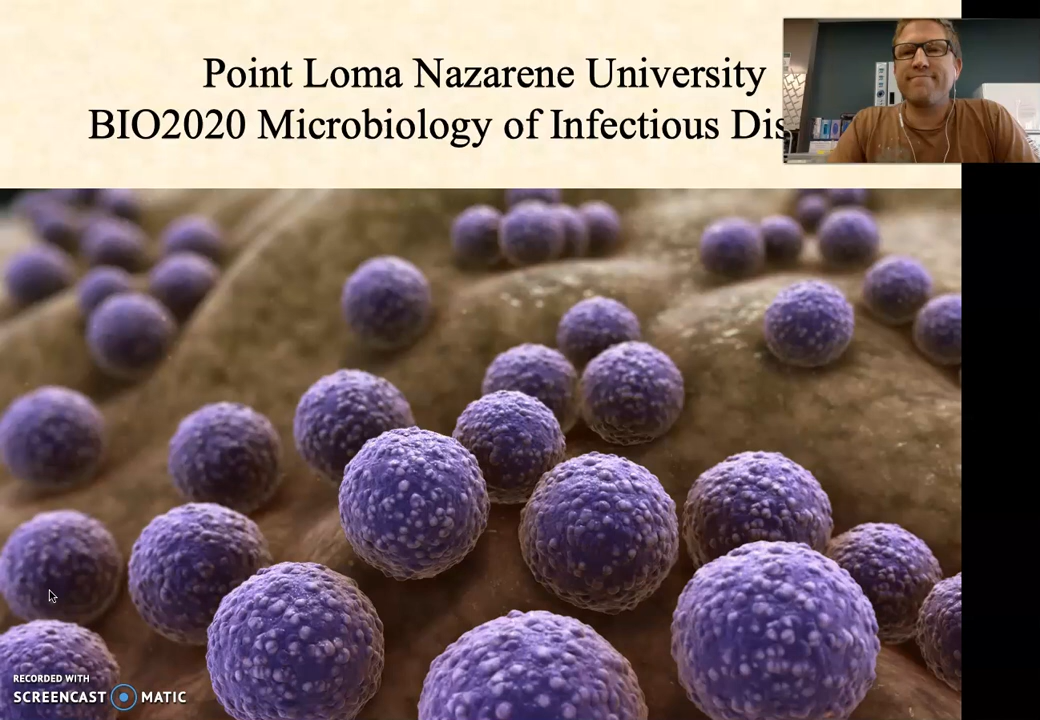 Point Loma Nazarene University
BIO2020 Microbiology of Infectious Dis
RECORDED WITH
SCREENCAST MATIC